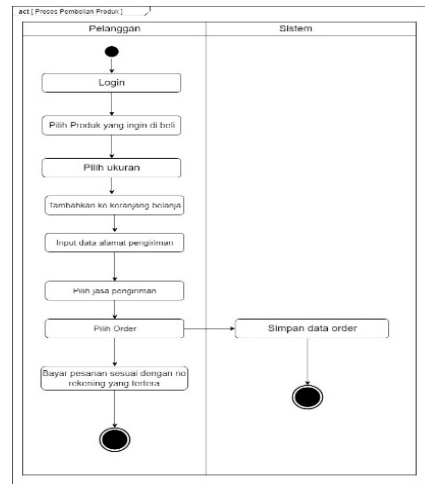 act [ Proses Pembelian Produk ]
Pelanggan
Sistem
Login
Pilih Produk yang ingin di beli
Pilih ukuran
Tambahkan ke keranjang belanja
Input data alamat pengiriman
Pilih jasa pengiriman
Pilih Order
Simpan data order
Bayar pesanan sesuai dengan no
rekening yang tertera